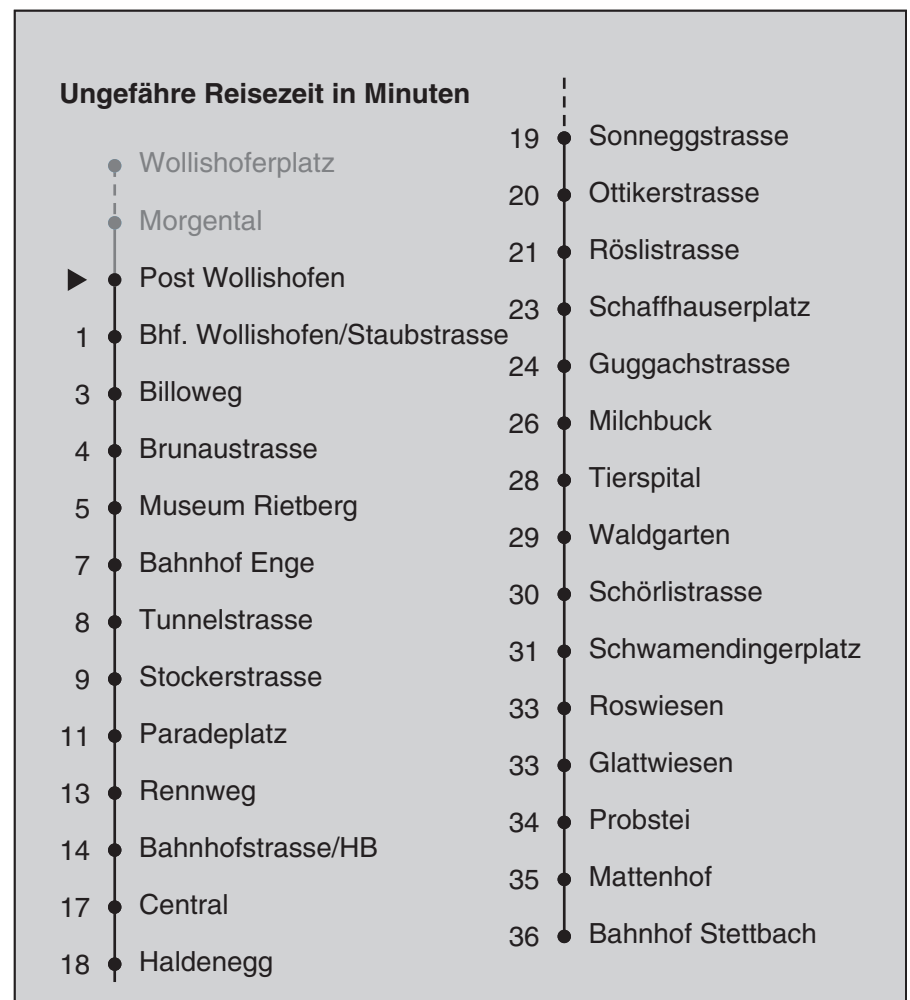 Ungefähre Reisezeit in Minuten
Wollishoferplatz
Morgental
Post Wollishofen
1 Bhf. Wollishofen/Staubstrasse
3 Billoweg
4 Brunaustrasse
5 Museum Rietberg
7 Bahnhof Enge
8 Tunnelstrasse
9 Stockerstrasse
11 Paradeplatz
13 Rennweg
14 Bahnhofstrasse/HB
17 Central
18 Haldenegg
19 Sonneggstrasse
20 Ottikerstrasse
21 Röslistrasse
23 Schaffhauserplatz
24 Guggachstrasse
26 Milchbuck
28 Tierspital
29 Waldgarten
30 Schörlistrasse
31 Schwamendingerplatz
33 Roswiesen
33 Glattwiesen
34 Probstei
35 Mattenhof
36 Bahnhof Stettbach